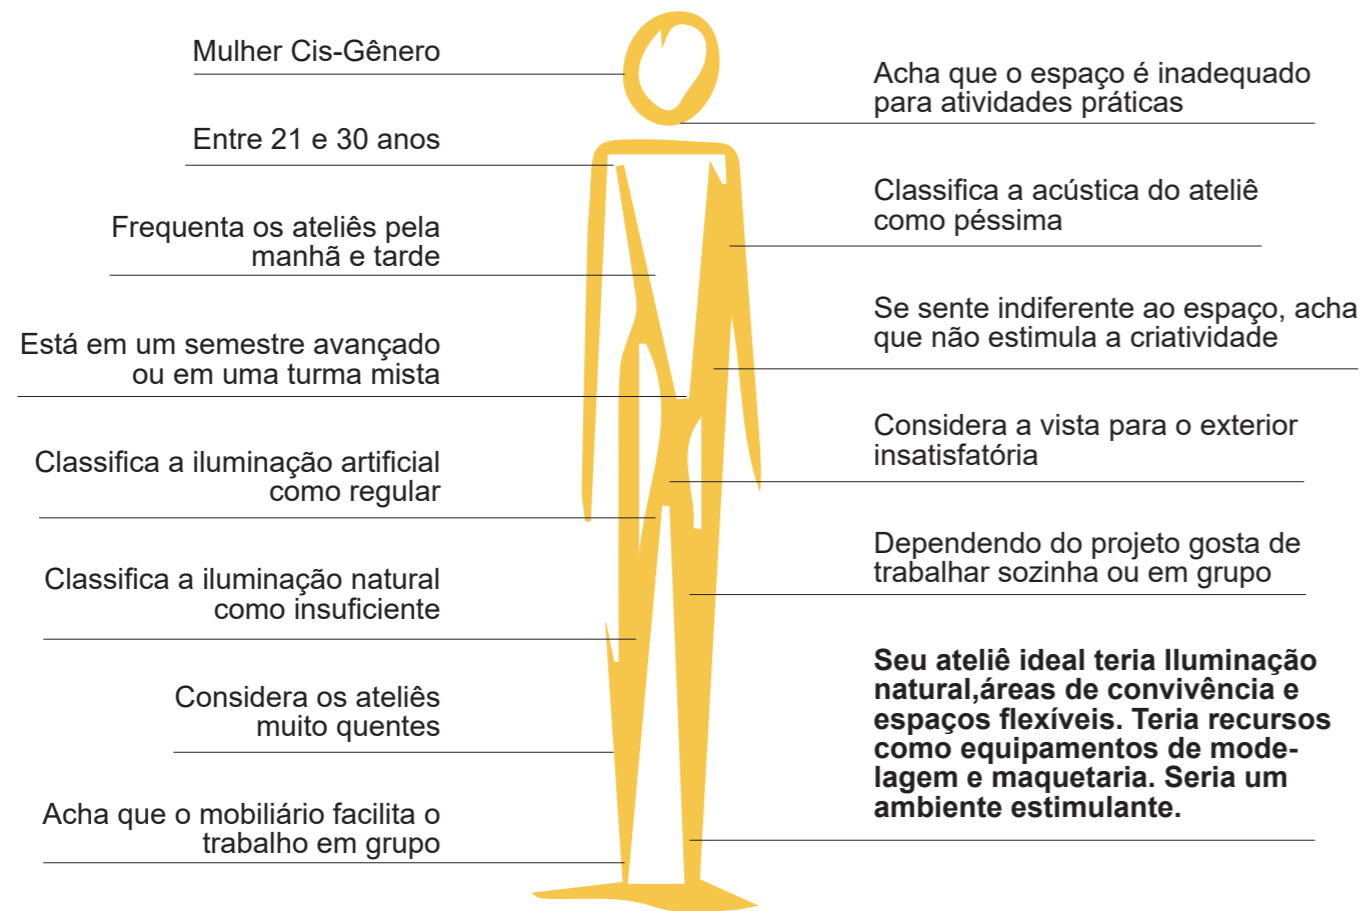 Mulher Cis-Gênero
Entre 21 e 30 anos
Frequenta os ateliês pela
manhã e tarde
Está em um semestre avançado
ou em uma turma mista
Classifica a iluminação artificial
como regular
Classifica a iluminação natural
como insuficiente
Considera os ateliês
muito quentes
Acha que o mobiliário facilita o
trabalho em grupo
Acha que o espaço é inadequado
para atividades práticas
Classifica a acústica do ateliê
como péssima
Se sente indiferente ao espaço, acha
que não estimula a criatividade
Considera a vista para o exterior
insatisfatória
Dependendo do projeto gosta de
trabalhar sozinha ou em grupo
Seu ateliê ideal teria Iluminação
natural,áreas de convivência e
espaços flexíveis. Teria recursos
como equipamentos de mode-
lagem e maquetaria. Seria um
ambiente estimulante.